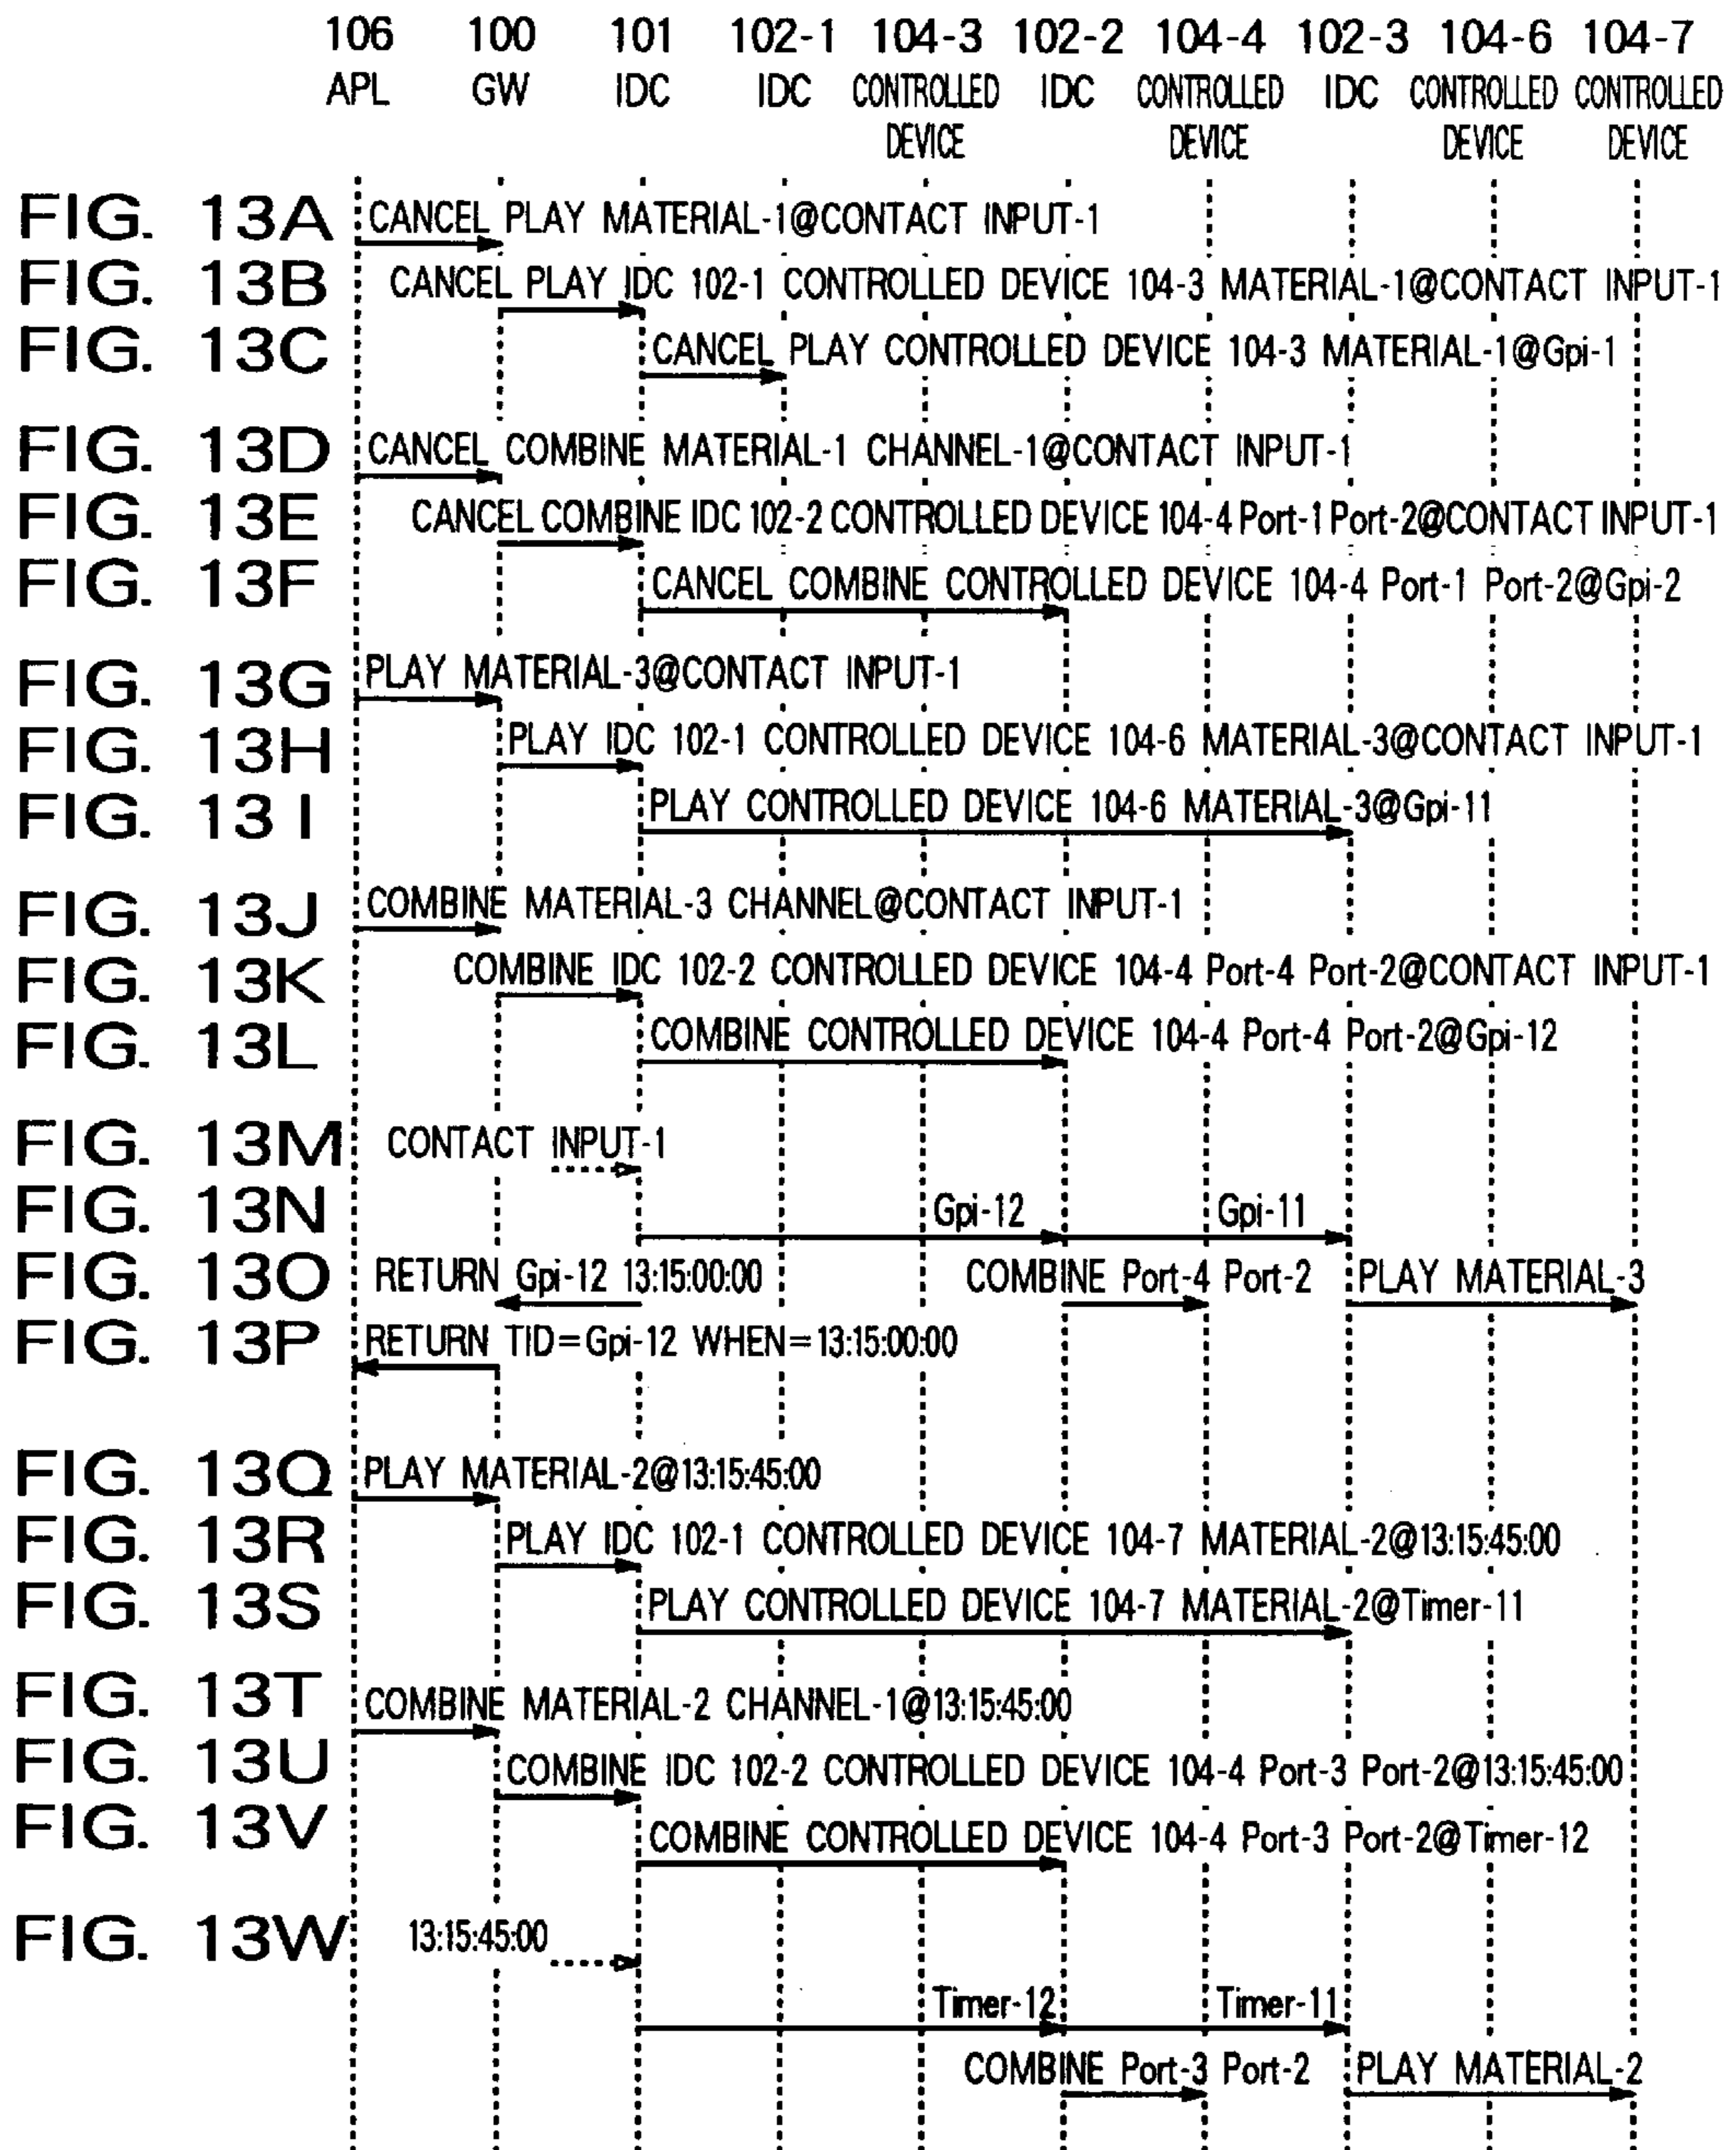 106 100 101 102-1 104-3 102-2 104-4 102-3 104-6 104-7
APL GW IDC IDC CONTROLLED IDC CONTROLLED IDC CONTROLLED CONTROLLED
DEVICE DEVICE DEVICE DEVICE
FIG. 13A CANCEL PLAY MATERIAL-1@CONTACT INPUT-1
FIG. 13B CANCEL PLAY IDC 102-1 CONTROLLED DEVICE 104-3 MATERIAL-1@CONTACT INPUT-1
FIG. 13C CANCEL PLAY CONTROLLED DEVICE 104-3 MATERIAL-1@Gpi-1
FIG. 13D CANCEL COMBINE MATERIAL-1 CHANNEL-1@CONTACT INPUT-1
FIG. 13E CANCEL COMBINE IDC 102-2 CONTROLLED DEVICE 104-4 Port-1 Port-2@CONTACT INPUT-1
FIG. 13F CANCEL COMBINE CONTROLLED DEVICE 104-4 Port-1 Port-2@Gpi-2
FIG. 13G PLAY MATERIAL-3@CONTACT INPUT-1
FIG. 13H PLAY IDC 102-1 CONTROLLED DEVICE 104-6 MATERIAL-3@CONTACT INPUT-1
FIG. 13 I PLAY CONTROLLED DEVICE 104-6 MATERIAL-3@Gpi-11
FIG. 13J COMBINE MATERIAL-3 CHANNEL@CONTACT INPUT-1
FIG. 13K COMBINE IDC 102-2 CONTROLLED DEVICE 104-4 Port-4 Port-2@CONTACT INPUT-1
FIG. 13L COMBINE CONTROLLED DEVICE 104-4 Port-4 Port-2@Gpi-12
FIG. 13M CONTACT INPUT-1
FIG. 13N Gpi-12 Gpi-11
FIG. 13O RETURN Gpi-12 13:15:00:00 COMBINE Port-4 Port-2 PLAY MATERIAL-3
FIG. 13P RETURN TID=Gpi-12 WHEN=13:15:00:00
FIG. 13Q PLAY MATERIAL-2@13:15:45:00
FIG. 13R PLAY IDC 102-1 CONTROLLED DEVICE 104-7 MATERIAL-2@13:15:45:00
FIG. 13S PLAY CONTROLLED DEVICE 104-7 MATERIAL-2@Timer-11
FIG. 13T COMBINE MATERIAL-2 CHANNEL-1@13:15:45:00
FIG. 13U COMBINE IDC 102-2 CONTROLLED DEVICE 104-4 Port-3 Port-2@13:15:45:00
FIG. 13V COMBINE CONTROLLED DEVICE 104-4 Port-3 Port-2@Timer-12
FIG. 13W 13:15:45:00
Timer-12 Timer-11
COMBINE Port-3 Port-2 PLAY MATERIAL-2